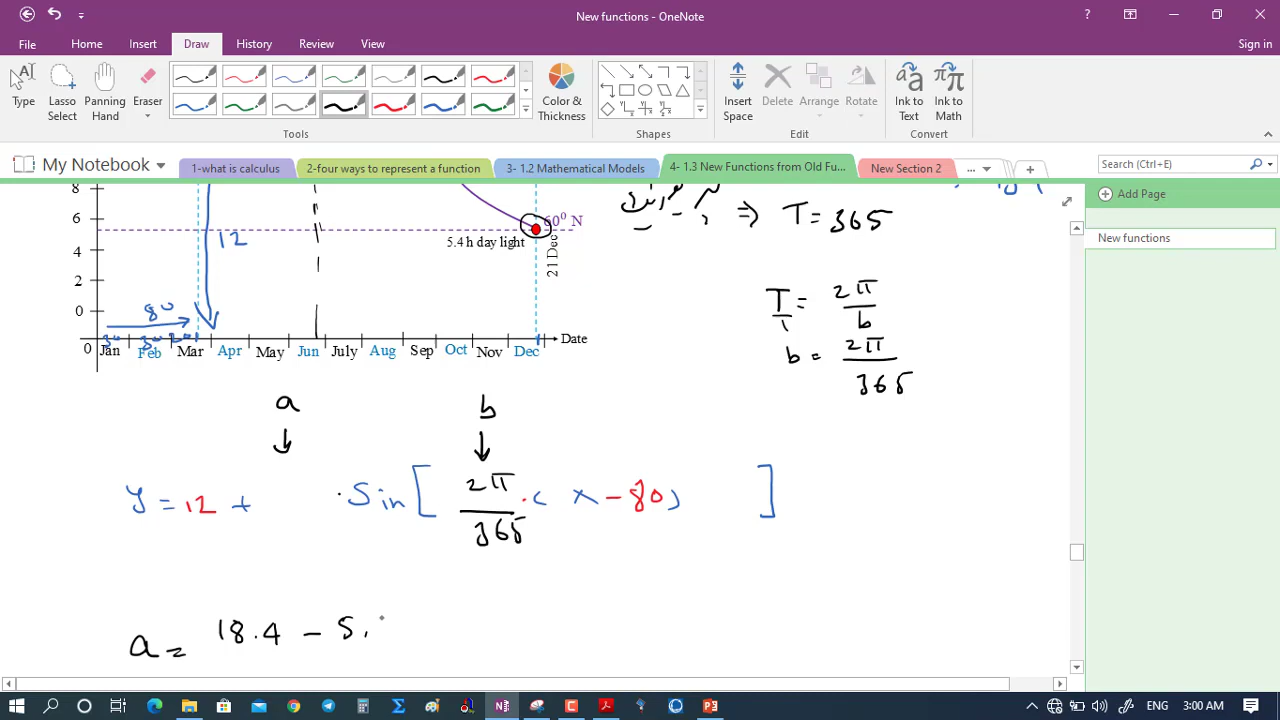 New functions - OneNote
File Home Insert Draw History Review View Sign in
Type Lasso Select Panning Hand Eraser Color & Thickness Insert Space Delete Arrange Rotate Ink to Text Ink to Math
Tools Shapes Edit Convert
My Notebook 1-what is calculus 2-four ways to represent a function 3- 1.2 Mathematical Models 4- 1.3 New Functions from Old Fu... New Section 2 ... Search (Ctrl+E)
Add Page
New functions
8
6
4
2
0
0
12
80
30 30 20
60⁰ N
5.4 h day light
21 Dec
Jan Feb Mar Apr May Jun July Aug Sep Oct Nov Dec Date
⇒ T = 365
T/1 = 2π/b
b = 2π/365
a b
↓ ↓
y = 12 + . Sin[ 2π/365 . ( x - 80 ) ]
a = 18.4 - 5.
3:00 AM